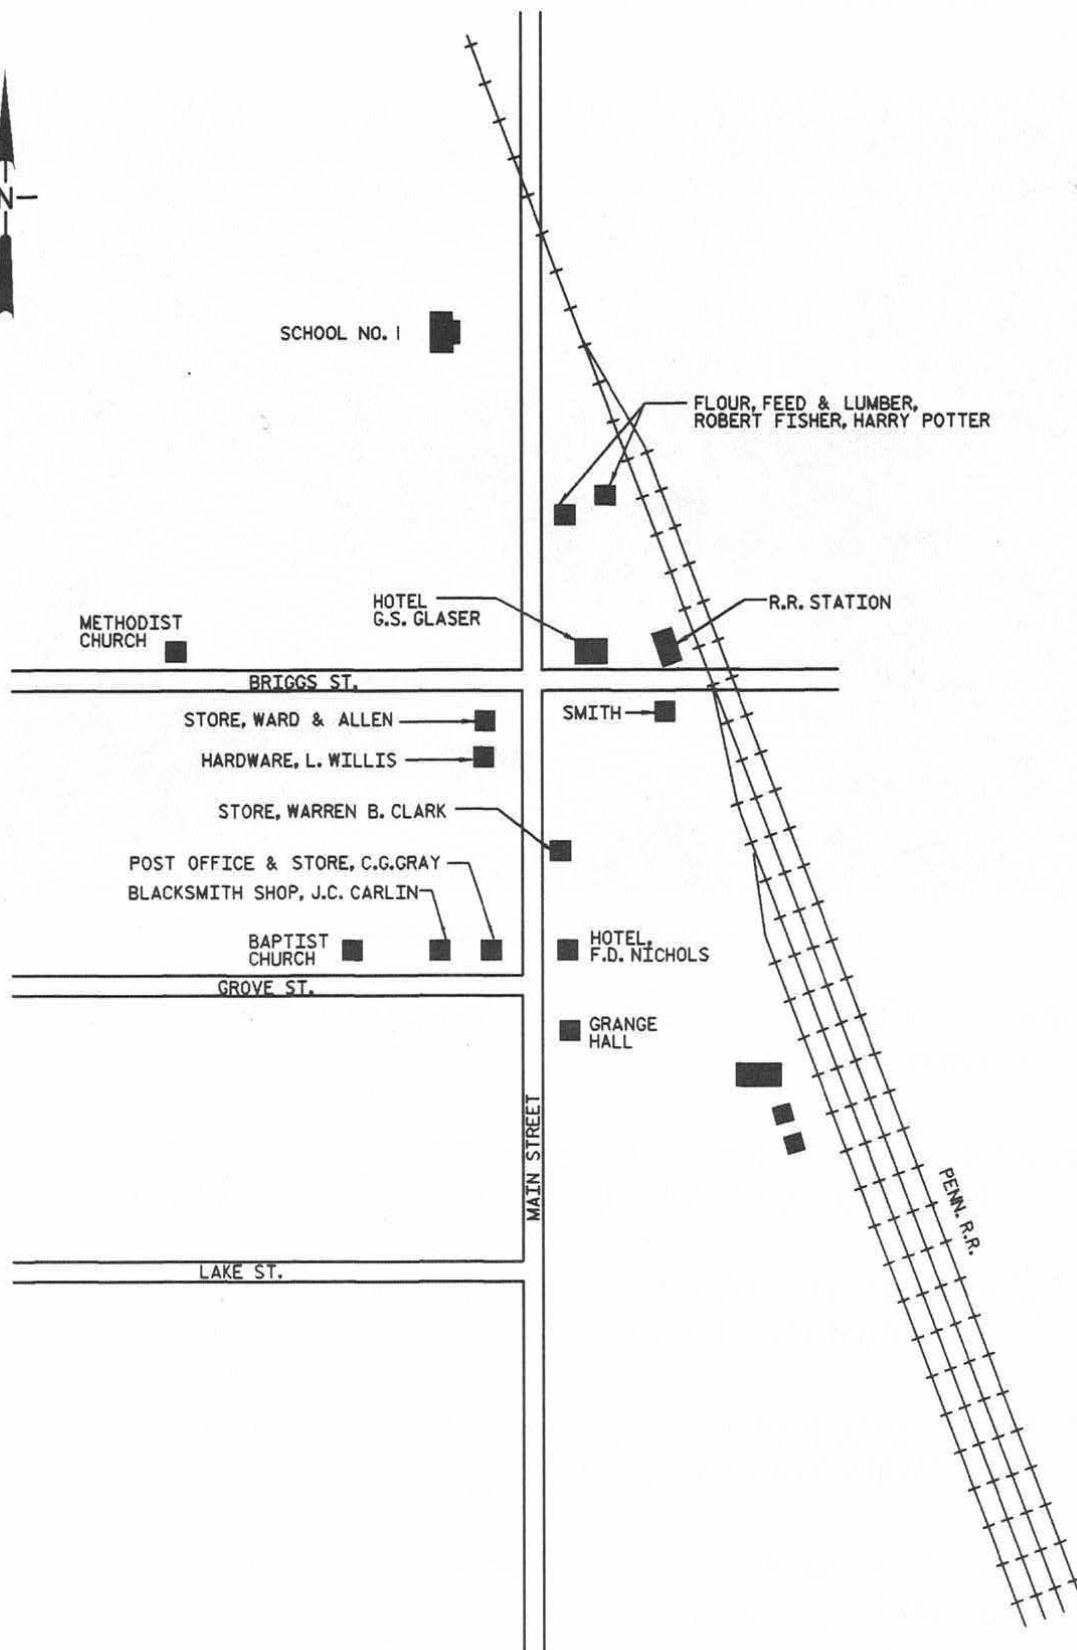 N
SCHOOL NO. 1
FLOUR, FEED & LUMBER,
ROBERT FISHER, HARRY POTTER
HOTEL
G.S. GLASER
R.R. STATION
METHODIST
CHURCH
BRIGGS ST.
STORE, WARD & ALLEN
SMITH
HARDWARE, L. WILLIS
STORE, WARREN B. CLARK
POST OFFICE & STORE, C.G.GRAY
BLACKSMITH SHOP, J.C. CARLIN
BAPTIST
CHURCH
HOTEL,
F.D. NICHOLS
GROVE ST.
GRANGE
HALL
MAIN STREET
PENN. R.R.
LAKE ST.